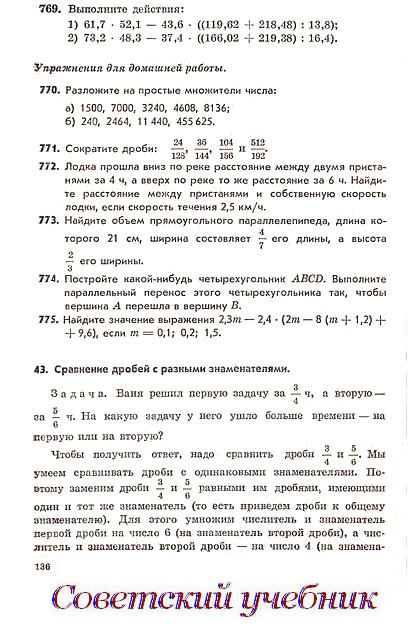 769. Выполните действия:
1) 61,7 · 52,1 — 43,6 · ((119,62 + 218,48) : 13,8);
2) 73,2 · 48,3 — 37,4 · ((166,02 + 219,38) : 16,4).
Упражнения для домашней работы.
770. Разложите на простые множители числа:
а) 1500, 7000, 3240, 4608, 8136;
б) 240, 2464, 11 440, 455 625.
771. Сократите дроби: 24/128, 36/144, 104/156 и 512/192.
772. Лодка прошла вниз по реке расстояние между двумя приста-
нями за 4 ч, а вверх по реке то же расстояние за 6 ч. Найди-
те расстояние между пристанями и собственную скорость
лодки, если скорость течения 2,5 км/ч.
773. Найдите объем прямоугольного параллелепипеда, длина ко-
торого 21 см, ширина составляет 4/7 его длины, а высота
2/3 его ширины.
774. Постройте какой-нибудь четырехугольник ABCD. Выполните
параллельный перенос этого четырехугольника так, чтобы
вершина A перешла в вершину B.
775. Найдите значение выражения 2,3m — 2,4 · (2m — 8 (m + 1,2) +
+ 9,6), если m = 0,1; 0,2; 1,5.
43. Сравнение дробей с разными знаменателями.
Задача. Ваня решил первую задачу за 3/4 ч, а вторую —
за 5/6 ч. На какую задачу у него ушло больше времени — на
первую или на вторую?
Чтобы получить ответ, надо сравнить дроби 3/4 и 5/6. Мы
умеем сравнивать дроби с одинаковыми знаменателями. По-
этому заменим дроби 3/4 и 5/6 равными им дробями, имеющими
один и тот же знаменатель (то есть приведем дроби к общему
знаменателю). Для этого умножим числитель и знаменатель
первой дроби на число 6 (на знаменатель второй дроби), а чис-
литель и знаменатель второй дроби — на число 4 (на знамена-
136
Советский учебник